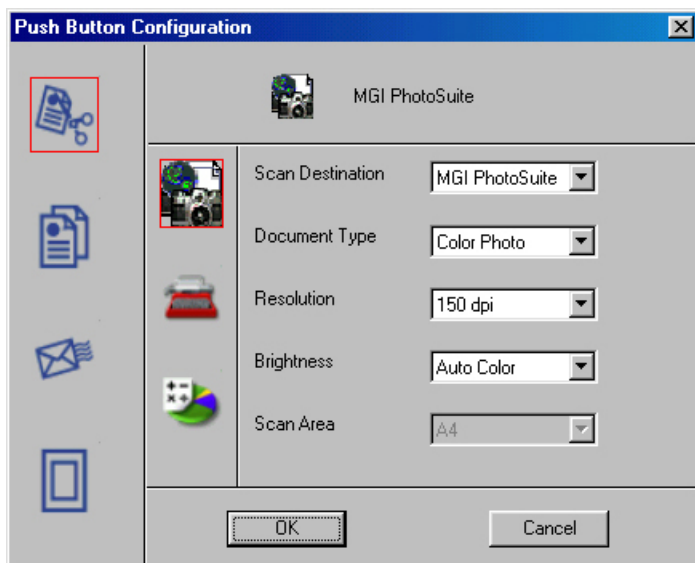 Push Button Configuration
MGI PhotoSuite
Scan Destination MGI PhotoSuite
Document Type Color Photo
Resolution 150 dpi
Brightness Auto Color
Scan Area A4
OK Cancel